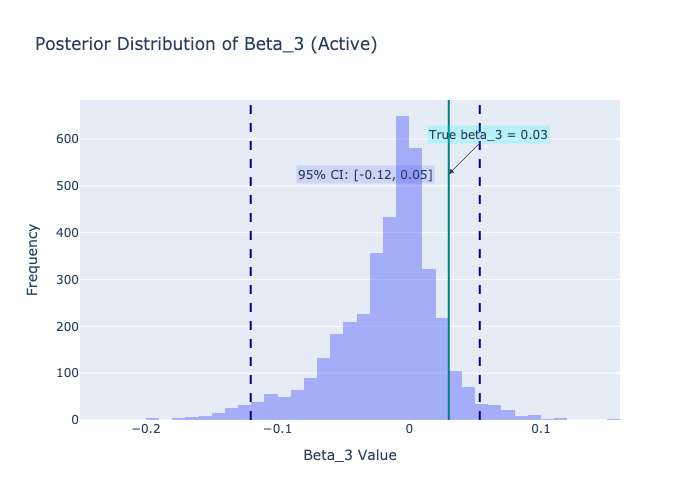 Posterior Distribution of Beta_3 (Active)
True beta_3 = 0.03
95% CI: [-0.12, 0.05]
Frequency
600
500
400
300
200
100
0
−0.2
−0.1
0
0.1
Beta_3 Value